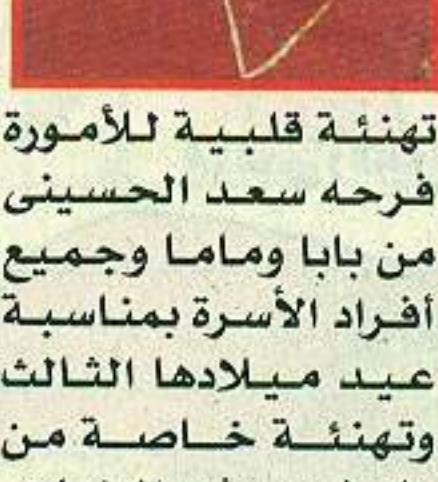 تهنئة قلبية للأمورة
فرحه سعد الحسينى
من بابا وماما وجميع
أفراد الأسرة بمناسبة
عيد ميلادها الثالث
وتهنئة خاصة من